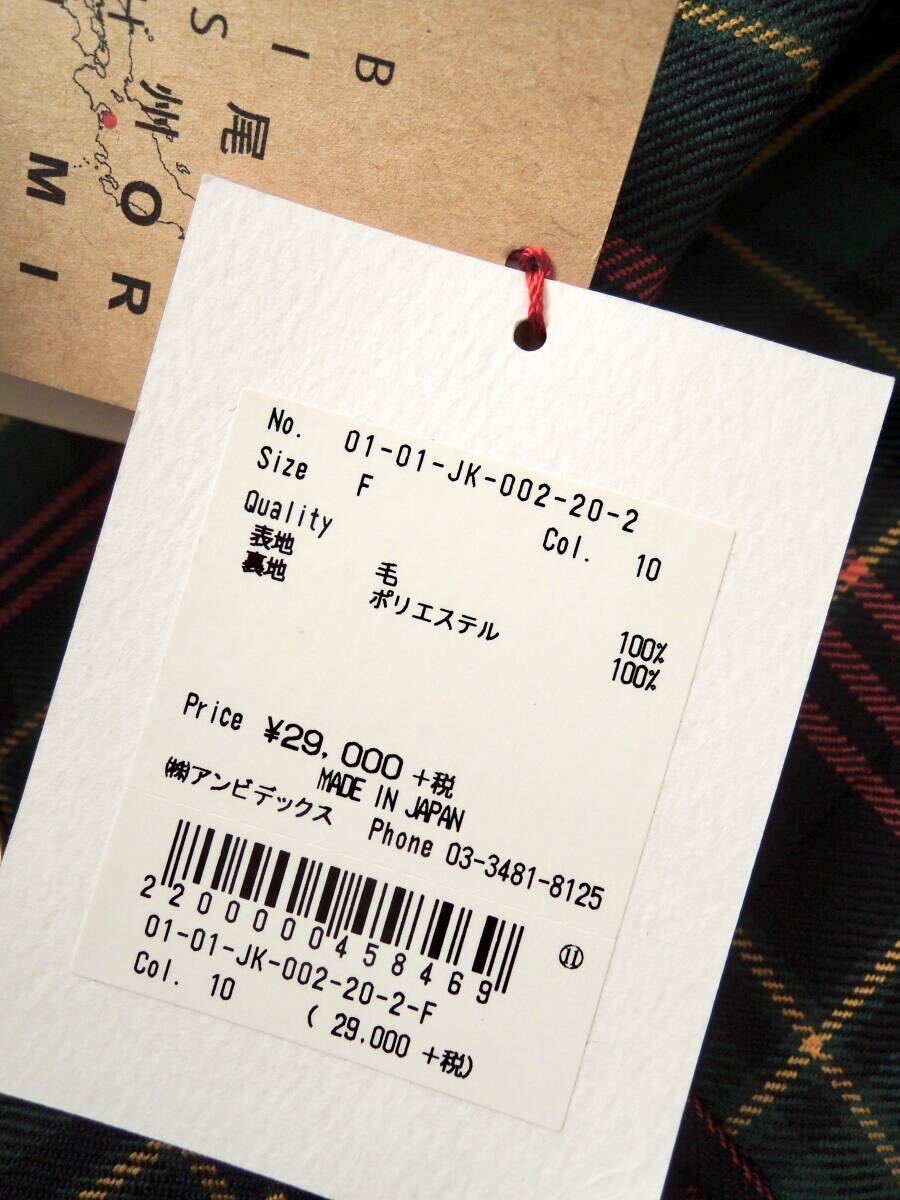 B
I
S
尾
州
O
R
M
I
No. 01-01-JK-002-20-2
Size F Col. 10
Quality
表地 毛 100%
裏地 ポリエステル 100%
Price ¥29,000 +税
MADE IN JAPAN
㈱アンビデックス Phone 03-3481-8125
2200000458469
⑪
01-01-JK-002-20-2-F
Col. 10
( 29,000 +税)